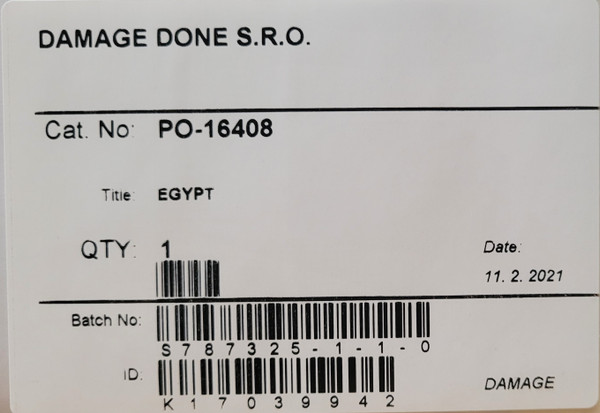 DAMAGE DONE S.R.O.
Cat. No: PO-16408
Title: EGYPT
QTY: 1
Date:
11. 2. 2021
Batch No:
S787325-1-1-0
ID:
K17039942
DAMAGE